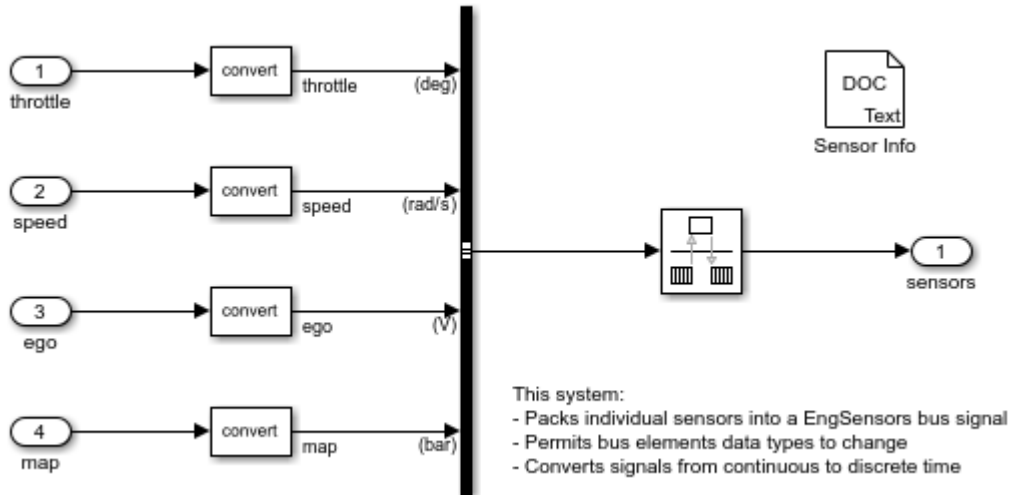 1
throttle
convert
throttle
(deg)
2
speed
convert
speed
(rad/s)
3
ego
convert
ego
(V)
4
map
convert
map
(bar)
DOC
Text
Sensor Info
1
sensors
This system:
- Packs individual sensors into a EngSensors bus signal
- Permits bus elements data types to change
- Converts signals from continuous to discrete time